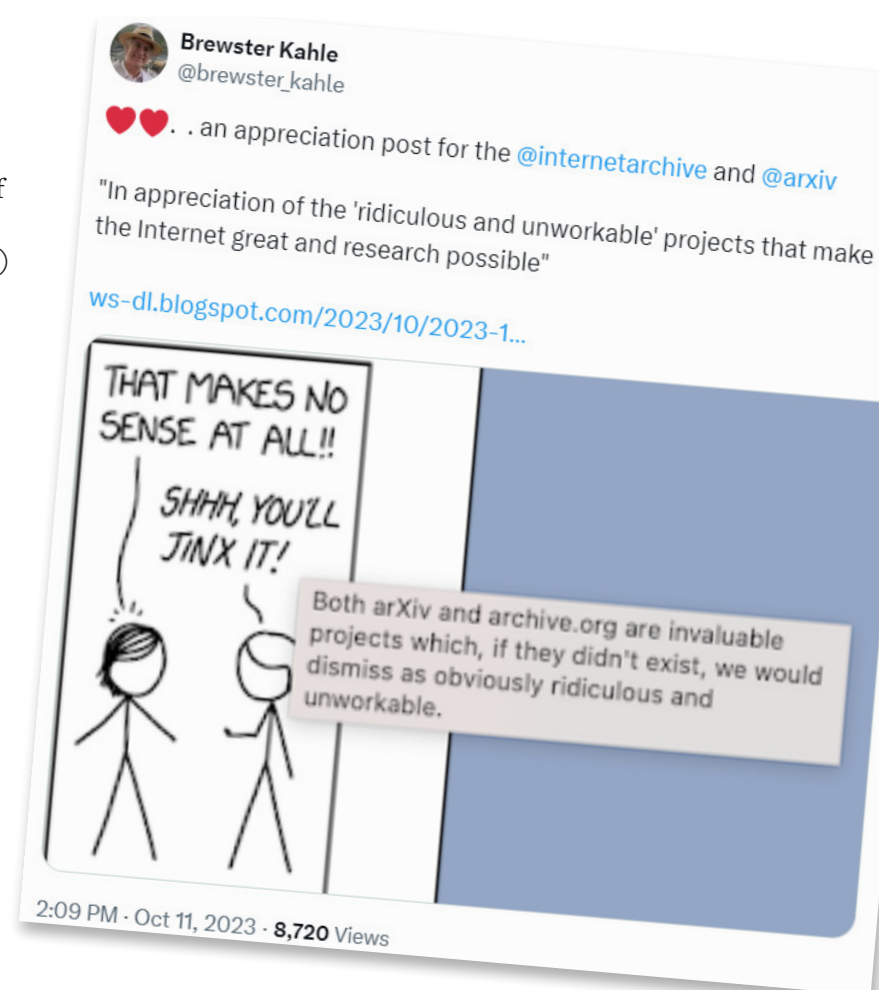 f
)
Brewster Kahle
@brewster_kahle
❤️❤️. . an appreciation post for the @internetarchive and @arxiv
"In appreciation of the 'ridiculous and unworkable' projects that make
the Internet great and research possible"
ws-dl.blogspot.com/2023/10/2023-1...
THAT MAKES NO
SENSE AT ALL!!
SHHH, YOU'LL
JINX IT!
Both arXiv and archive.org are invaluable
projects which, if they didn't exist, we would
dismiss as obviously ridiculous and
unworkable.
2:09 PM · Oct 11, 2023 · 8,720 Views